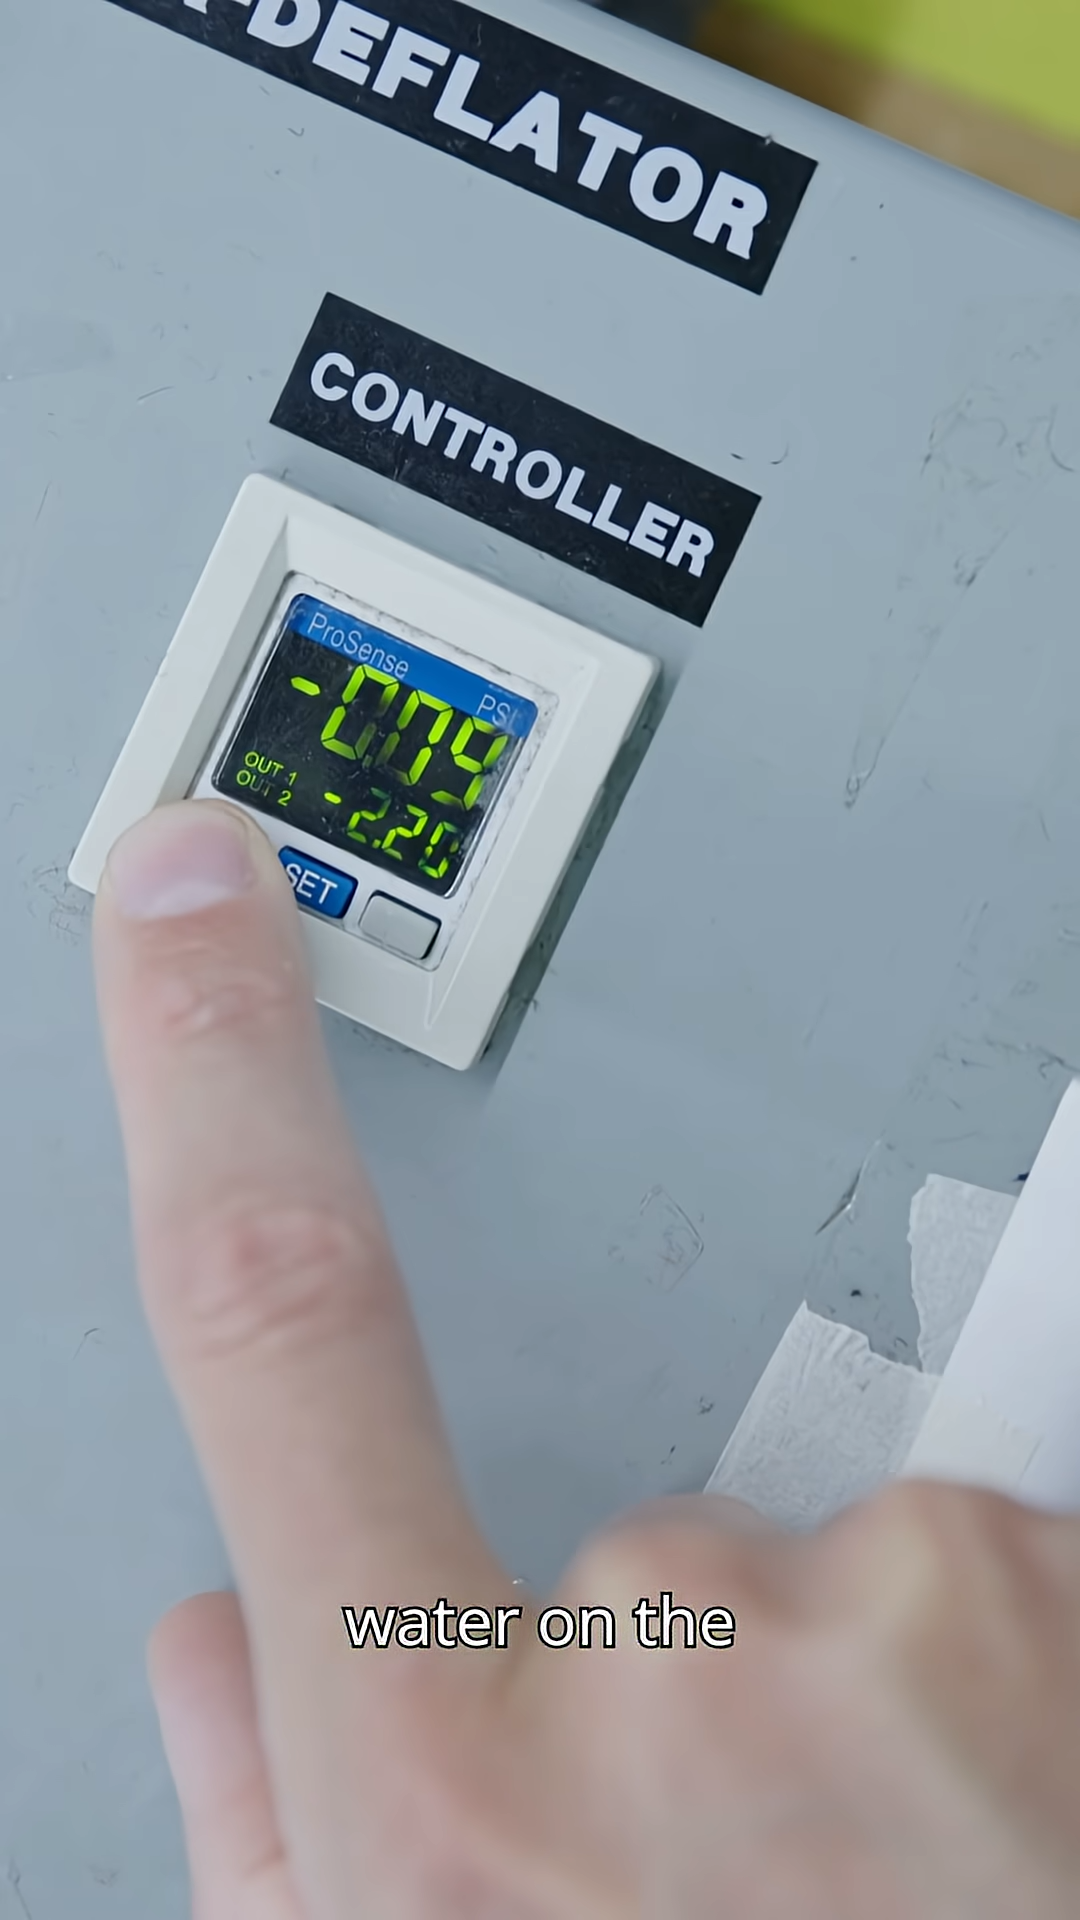 DEFLATOR
CONTROLLER
ProSense
PSI
-0.09
OUT 1
OUT 2
-2.20
SET
water on the